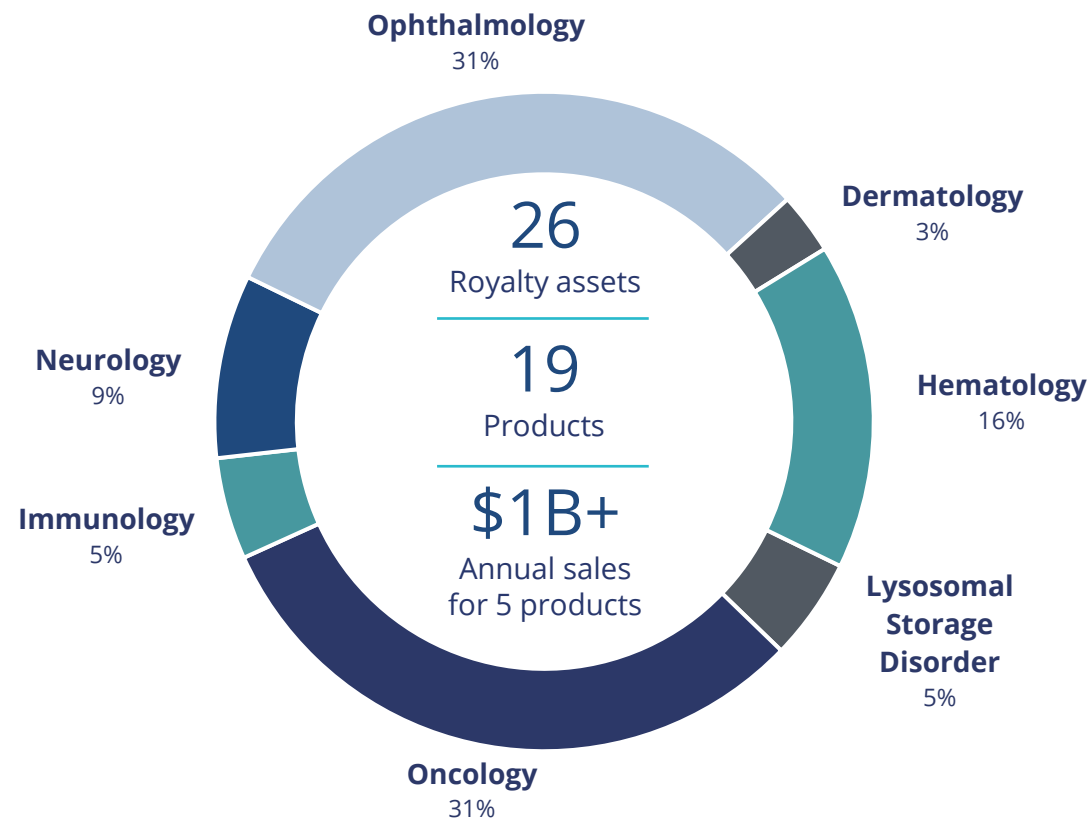 Ophthalmology
31%
Dermatology
3%
Hematology
16%
Lysosomal
Storage
Disorder
5%
Oncology
31%
Immunology
5%
Neurology
9%
26
Royalty assets
19
Products
$1B+
Annual sales
for 5 products